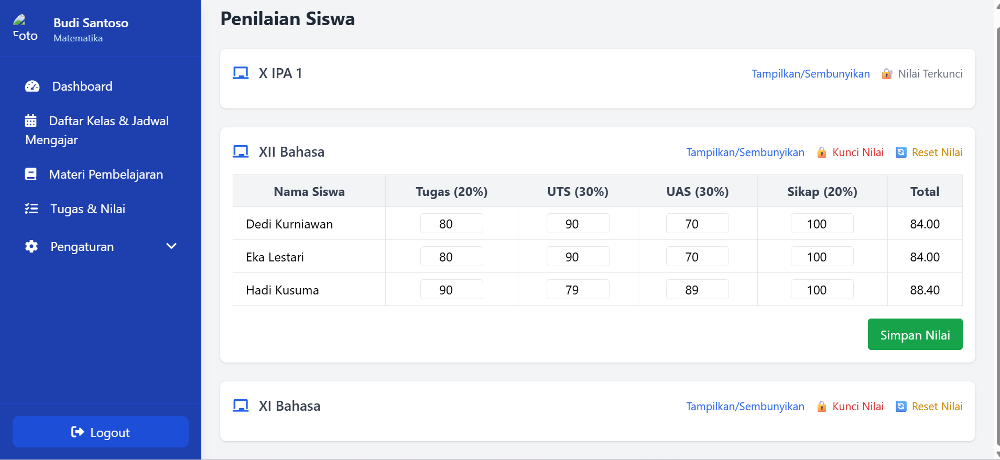 Foto
Budi Santoso
Matematika
Dashboard
Daftar Kelas & Jadwal
Mengajar
Materi Pembelajaran
Tugas & Nilai
Pengaturan
Logout
Penilaian Siswa
X IPA 1 Tampilkan/Sembunyikan 🔐 Nilai Terkunci
XII Bahasa Tampilkan/Sembunyikan 🔒 Kunci Nilai 🔄 Reset Nilai
Nama Siswa Tugas (20%) UTS (30%) UAS (30%) Sikap (20%) Total
Dedi Kurniawan 80 90 70 100 84.00
Eka Lestari 80 90 70 100 84.00
Hadi Kusuma 90 79 89 100 88.40
Simpan Nilai
XI Bahasa Tampilkan/Sembunyikan 🔒 Kunci Nilai 🔄 Reset Nilai